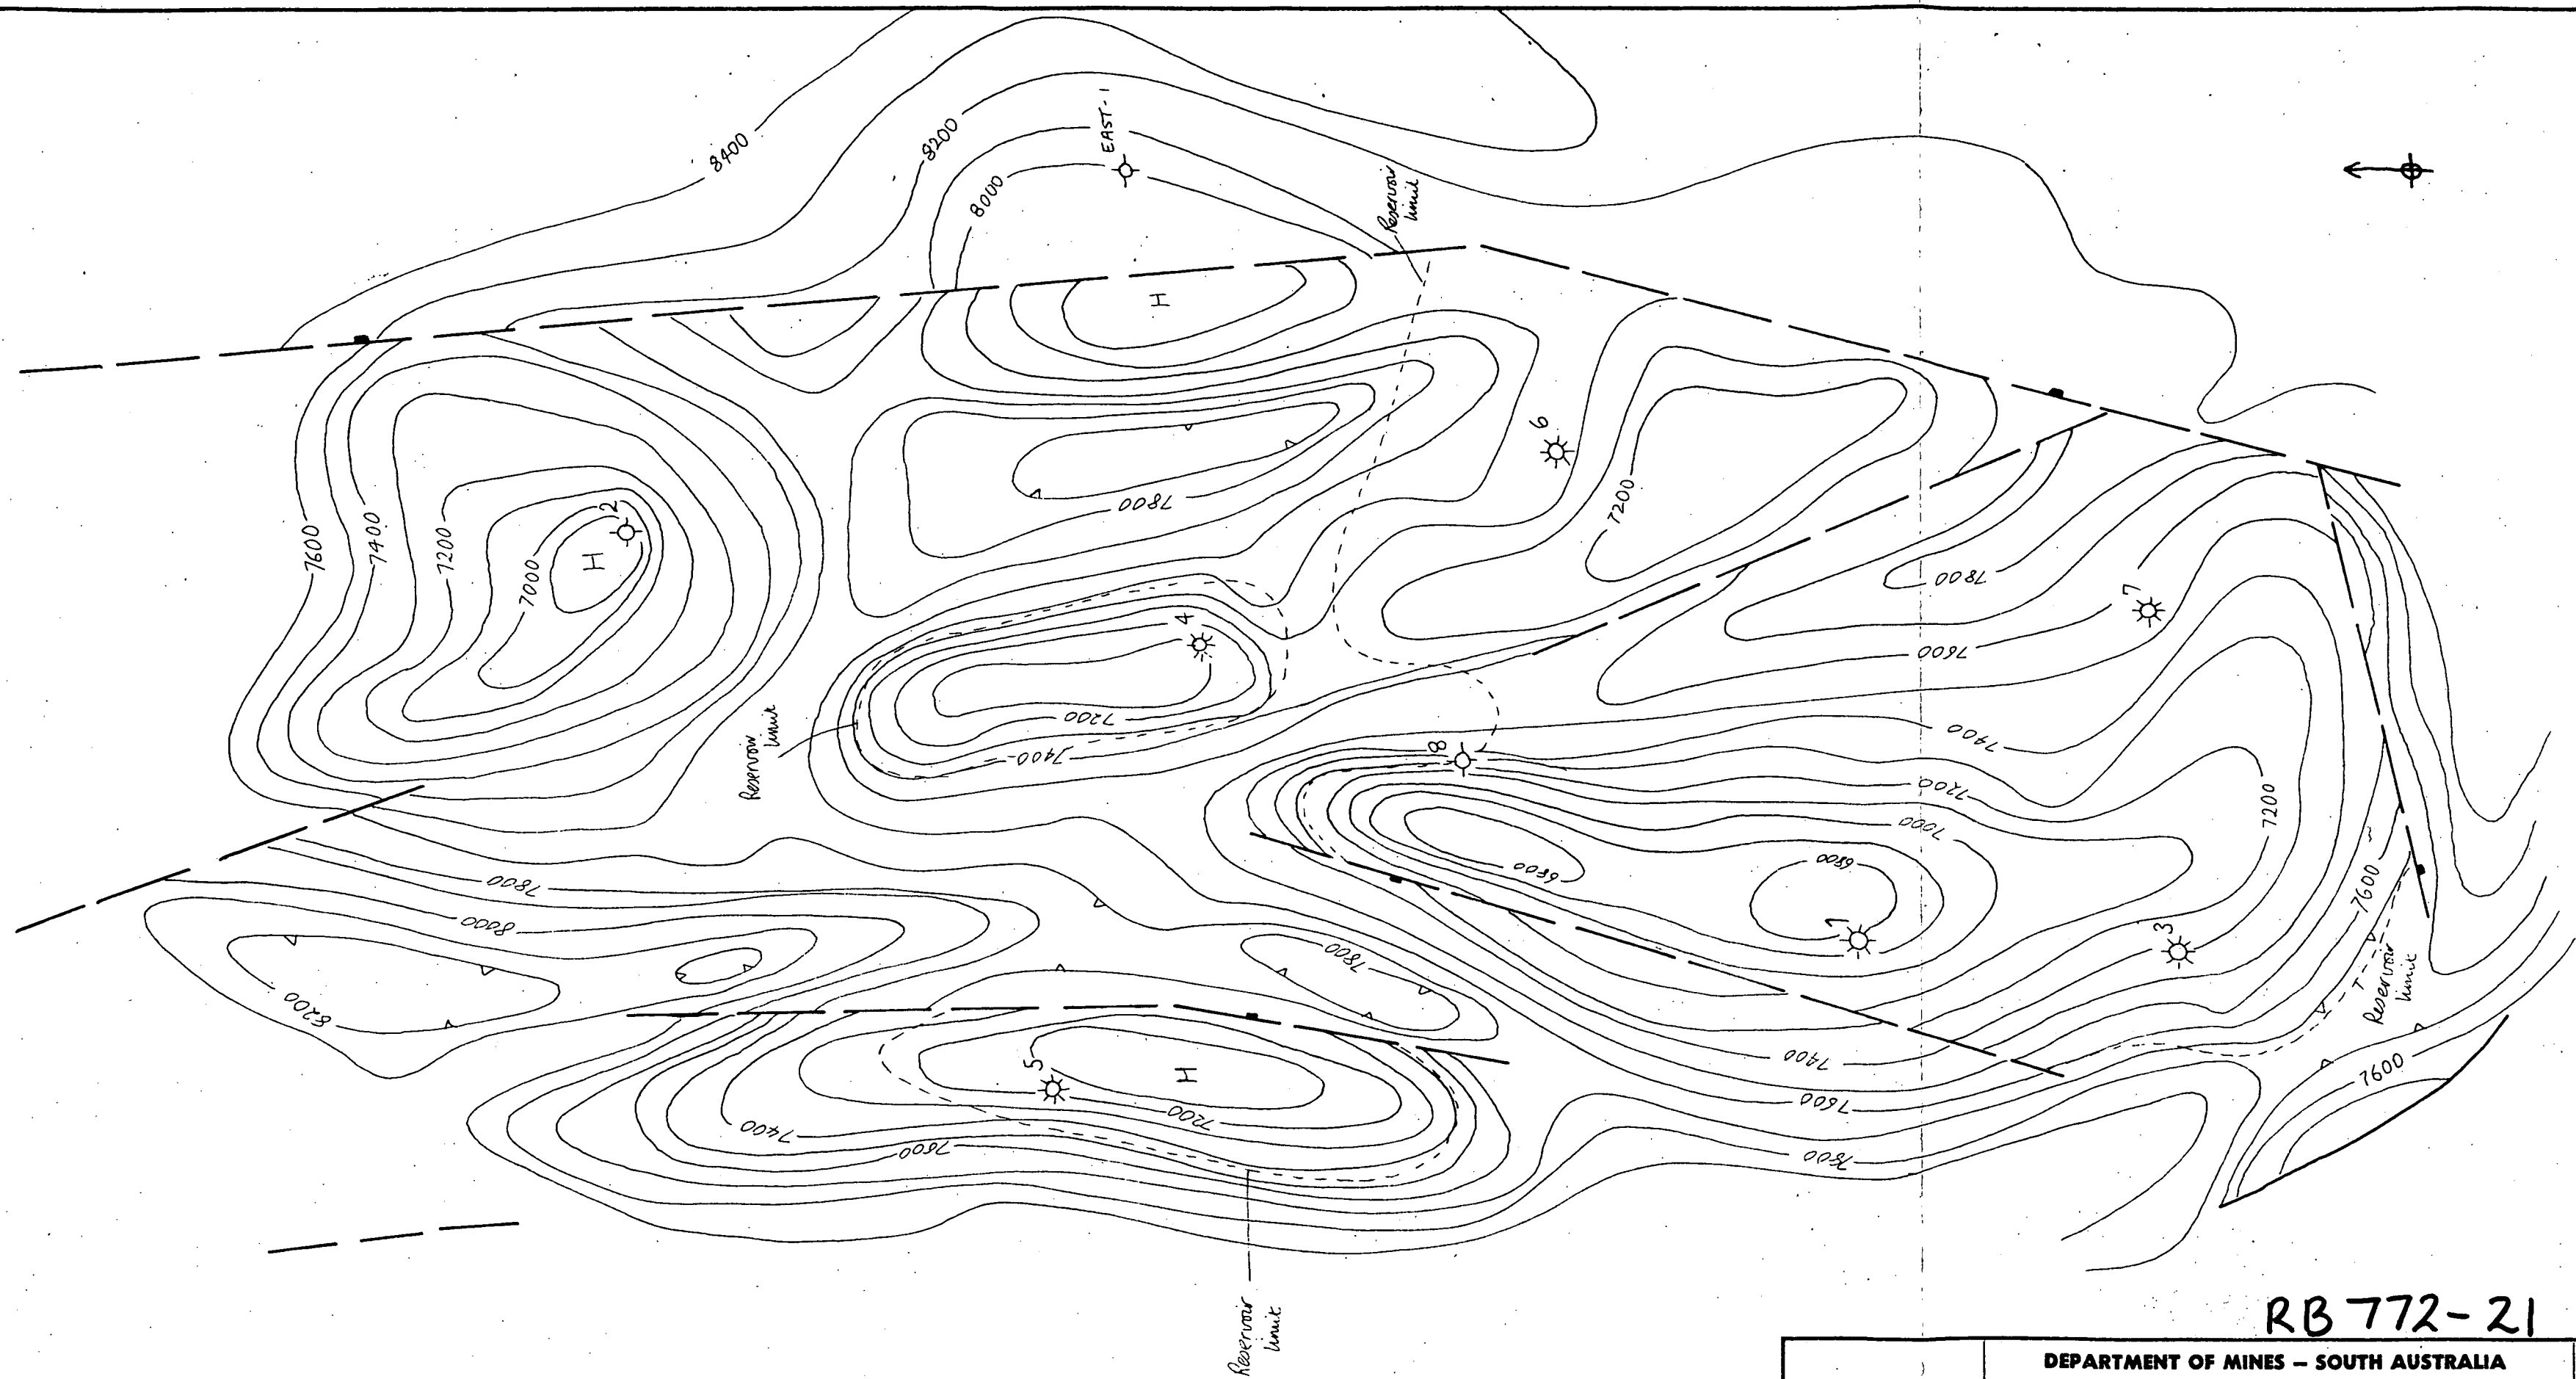 8400
8200
8000
EAST-1
Reservoir
limit
7600
7400
7200
7000
H
2
H
7800
6
7200
7800
7
7600
4
7200
7400
Reservoir
limit
8
7400
7200
7000
6800
6800
1
7200
3
7600
Reservoir
limit
7600
7800
8000
8200
7800
5
H
7200
7400
7600
7400
7600
7800
Reservoir
limit
RB 772-21
DEPARTMENT OF MINES – SOUTH AUSTRALIA